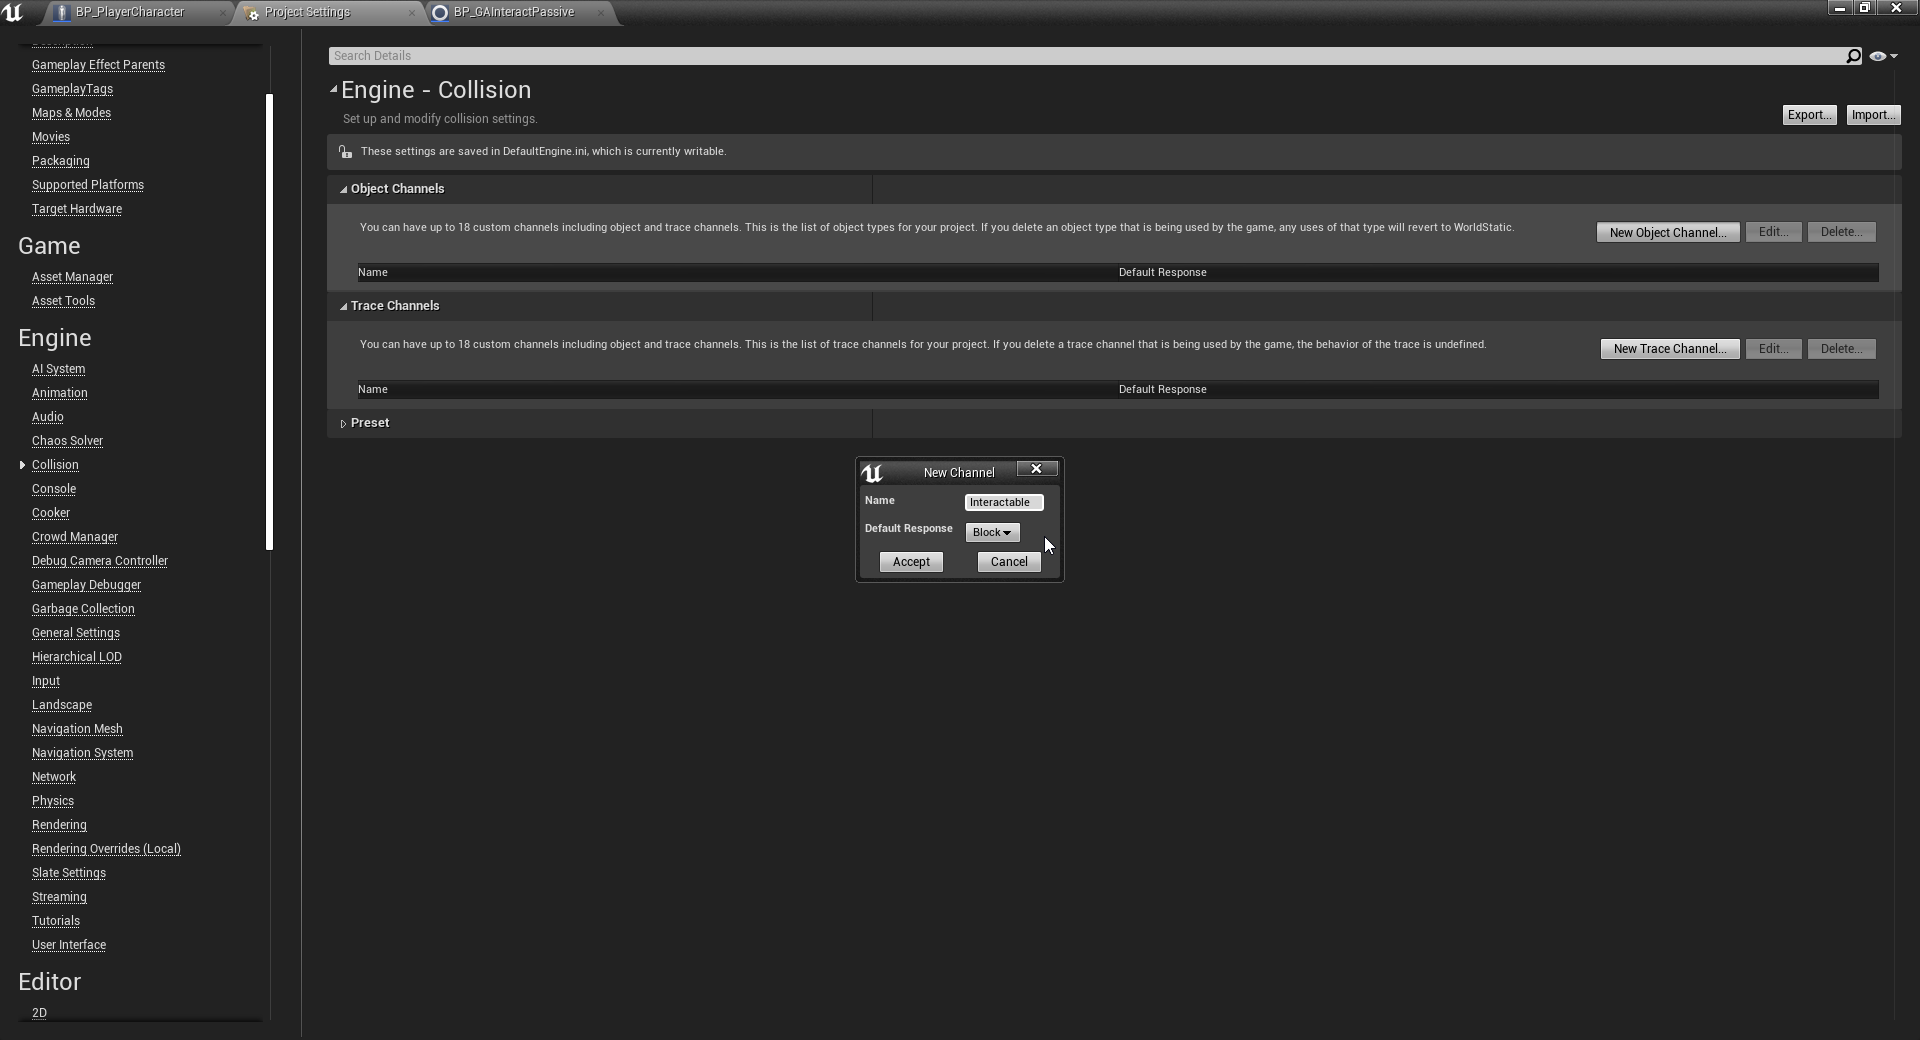 BP_PlayerCharacter
Project Settings
BP_GAInteractPassive
Description
Gameplay Effect Parents
GameplayTags
Maps & Modes
Movies
Packaging
Supported Platforms
Target Hardware
Game
Asset Manager
Asset Tools
Engine
AI System
Animation
Audio
Chaos Solver
Collision
Console
Cooker
Crowd Manager
Debug Camera Controller
Gameplay Debugger
Garbage Collection
General Settings
Hierarchical LOD
Input
Landscape
Navigation Mesh
Navigation System
Network
Physics
Rendering
Rendering Overrides (Local)
Slate Settings
Streaming
Tutorials
User Interface
Editor
2D
Search Details
Engine - Collision
Set up and modify collision settings.
Export...
Import...
These settings are saved in DefaultEngine.ini, which is currently writable.
Object Channels
You can have up to 18 custom channels including object and trace channels. This is the list of object types for your project. If you delete an object type that is being used by the game, any uses of that type will revert to WorldStatic.
New Object Channel...
Edit...
Delete...
Name
Default Response
Trace Channels
You can have up to 18 custom channels including object and trace channels. This is the list of trace channels for your project. If you delete a trace channel that is being used by the game, the behavior of the trace is undefined.
New Trace Channel...
Edit...
Delete...
Name
Default Response
Preset
New Channel
Name
Interactable
Default Response
Block
Accept
Cancel